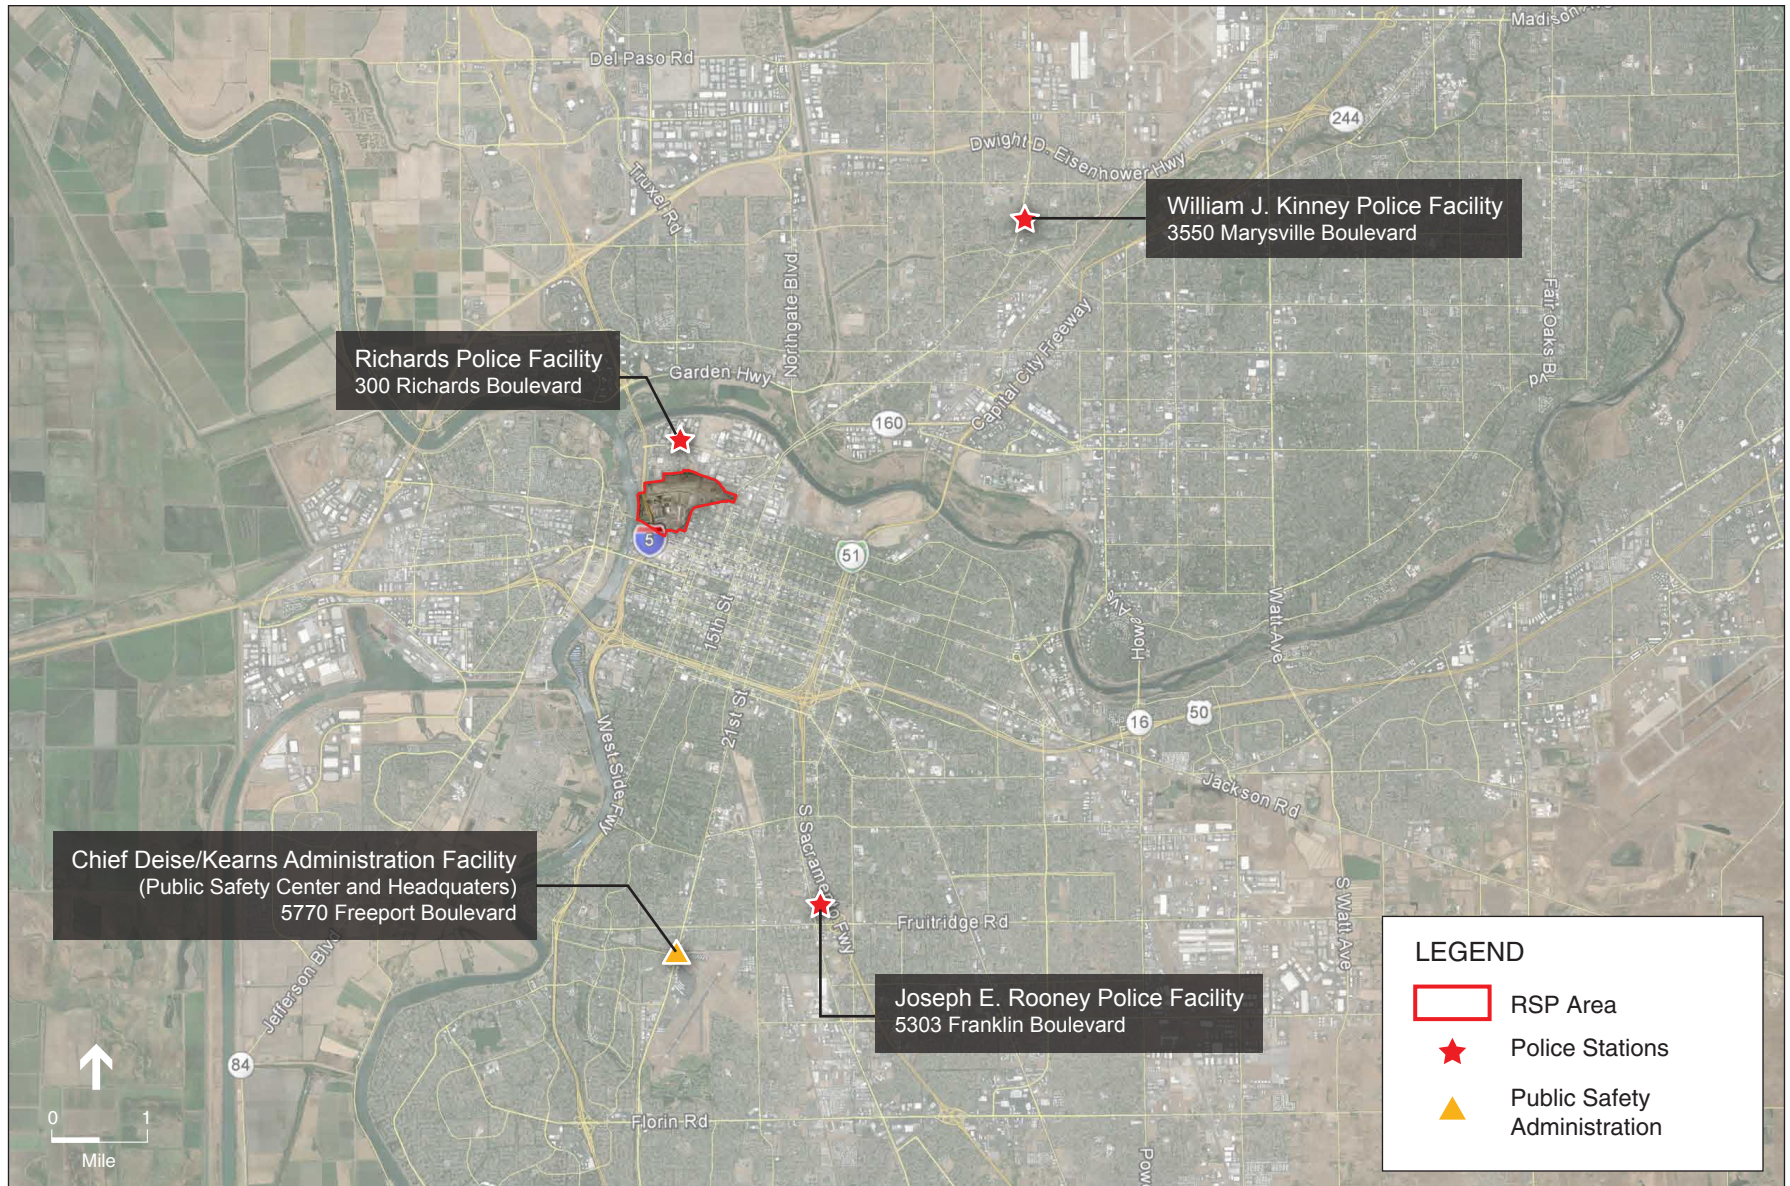 Madison Av
Del Paso Rd
244
Dwight D. Eisenhower Hwy
Truxel Rd
William J. Kinney Police Facility
3550 Marysville Boulevard
Northgate Blvd
Fair Oaks Blvd
Capital City Freeway
Richards Police Facility
300 Richards Boulevard
Garden Hwy
160
5
51
15th St
Howe Ave
Watt Ave
21st St
16
50
West Side Fwy
Jackson Rd
S Sacramento Fwy
Chief Deise/Kearns Administration Facility
(Public Safety Center and Headquaters)
5770 Freeport Boulevard
Fruitridge Rd
S Watt Ave
Jefferson Blvd
Joseph E. Rooney Police Facility
5303 Franklin Boulevard
84
Florin Rd
Pow
0 1
Mile
LEGEND
RSP Area
Police Stations
Public Safety
Administration